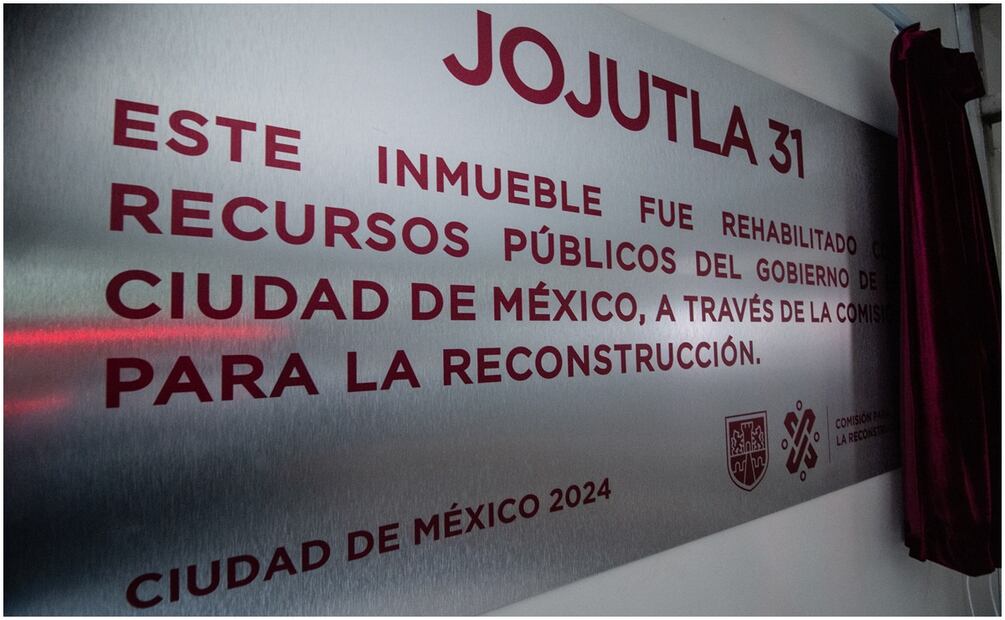 JOJUTLA 31
ESTE INMUEBLE FUE REHABILITADO
RECURSOS PÚBLICOS DEL GOBIERNO DE
CIUDAD DE MÉXICO, A TRAVÉS DE LA
PARA LA RECONSTRUCCIÓN.
COMISIÓN
LA
CIUDAD DE MÉXICO 2024